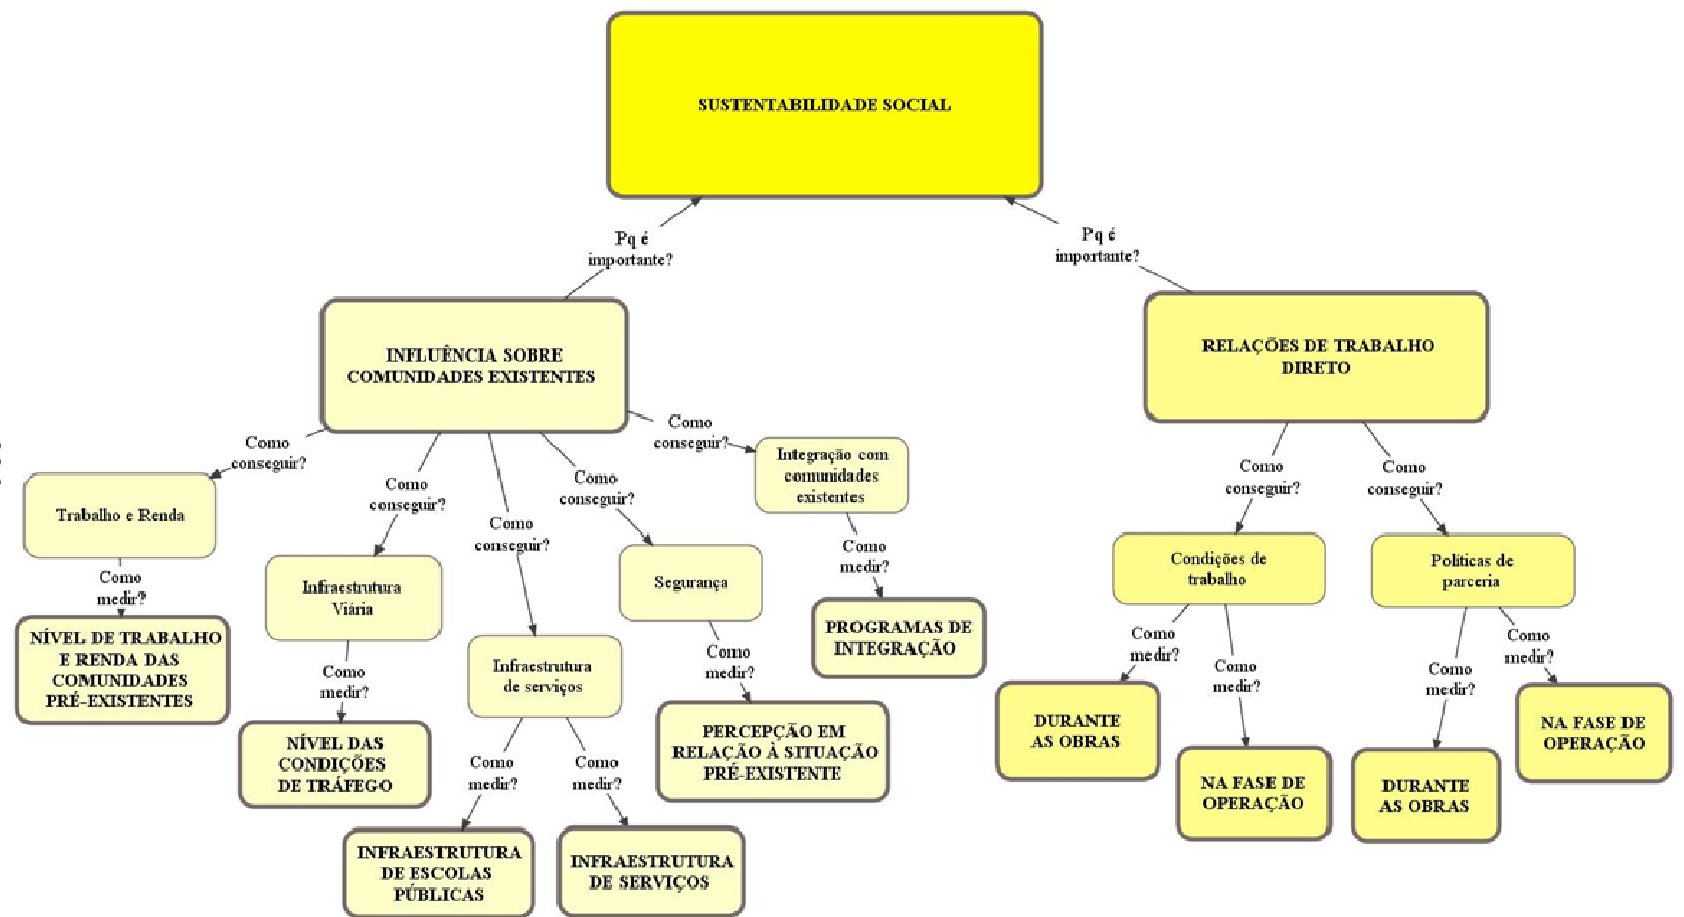 SUSTENTABILIDADE SOCIAL
Pq é
importante?
Pq é
importante?
INFLUÊNCIA SOBRE
COMUNIDADES EXISTENTES
RELAÇÕES DE TRABALHO
DIRETO
Como
conseguir?
Como
conseguir?
Como
conseguir?
Como
conseguir?
Como
conseguir?
Como
conseguir?
Como
conseguir?
Trabalho e Renda
Infraestrutura
Viária
Infraestrutura
de serviços
Segurança
Integração com
comunidades
existentes
Condições de
trabalho
Políticas de
parceria
Como
medir?
Como
medir?
Como
medir?
Como
medir?
Como
medir?
Como
medir?
Como
medir?
Como
medir?
Como
medir?
Como
medir?
NÍVEL DE TRABALHO
E RENDA DAS
COMUNIDADES
PRÉ-EXISTENTES
NÍVEL DAS
CONDIÇÕES
DE TRÁFEGO
INFRAESTRUTURA
DE ESCOLAS
PÚBLICAS
INFRAESTRUTURA
DE SERVIÇOS
PERCEPÇÃO EM
RELAÇÃO À SITUAÇÃO
PRÉ-EXISTENTE
PROGRAMAS DE
INTEGRAÇÃO
DURANTE
AS OBRAS
NA FASE DE
OPERAÇÃO
DURANTE
AS OBRAS
NA FASE DE
OPERAÇÃO